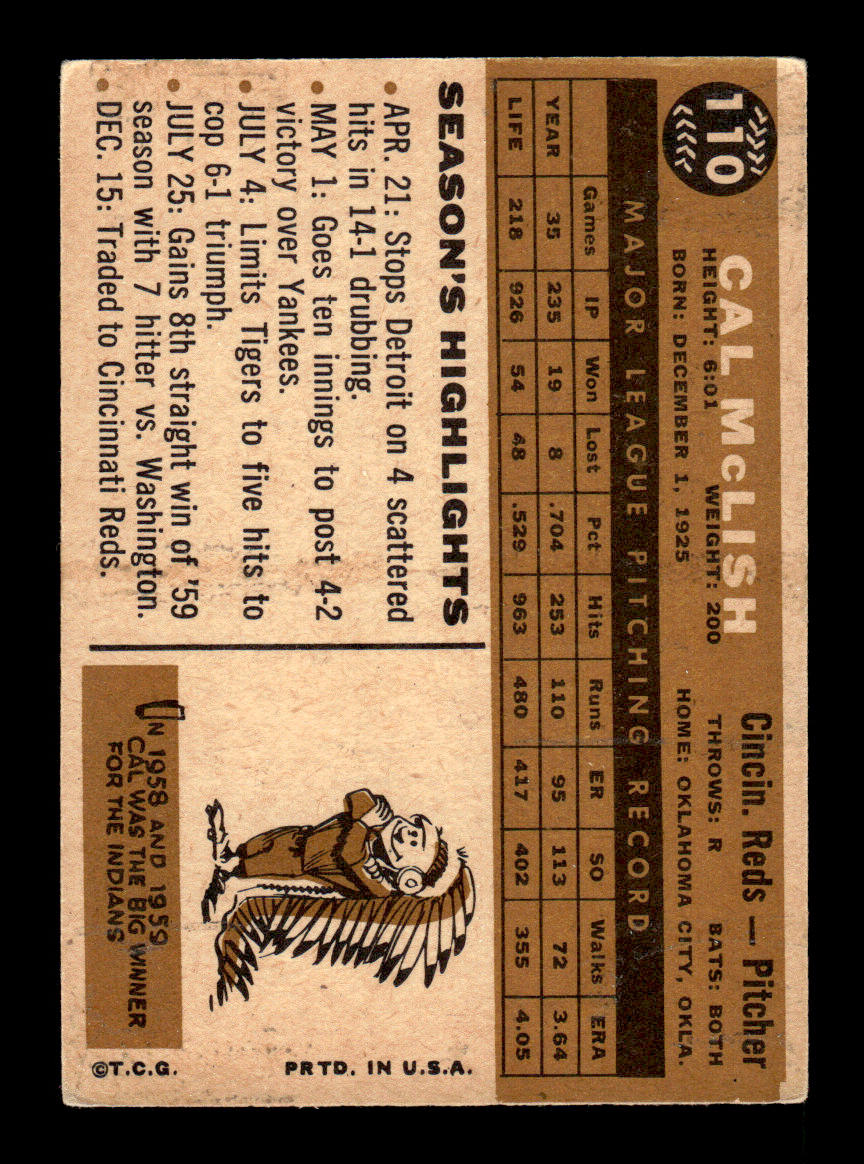 110
CAL McLISH
Cincin. Reds — Pitcher
HEIGHT: 6:01 WEIGHT: 200 THROWS: R BATS: BOTH
BORN: DECEMBER 1, 1925 HOME: OKLAHOMA CITY, OKLA.
MAJOR LEAGUE PITCHING RECORD
Games IP Won Lost Pct Hits Runs ER SO Walks ERA
YEAR 35 235 19 8 .704 253 110 95 113 72 3.64
LIFE 218 926 54 48 .529 963 480 417 402 355 4.05
SEASON'S HIGHLIGHTS
• APR. 21: Stops Detroit on 4 scattered
hits in 14-1 drubbing.
• MAY 1: Goes ten innings to post 4-2
victory over Yankees.
• JULY 4: Limits Tigers to five hits to
cop 6-1 triumph.
• JULY 25: Gains 8th straight win of '59
season with 7 hitter vs. Washington.
• DEC. 15: Traded to Cincinnati Reds.
IN 1958 AND 1959
CAL WAS THE BIG WINNER
FOR THE INDIANS
©T.C.G. PRTD. IN U.S.A.